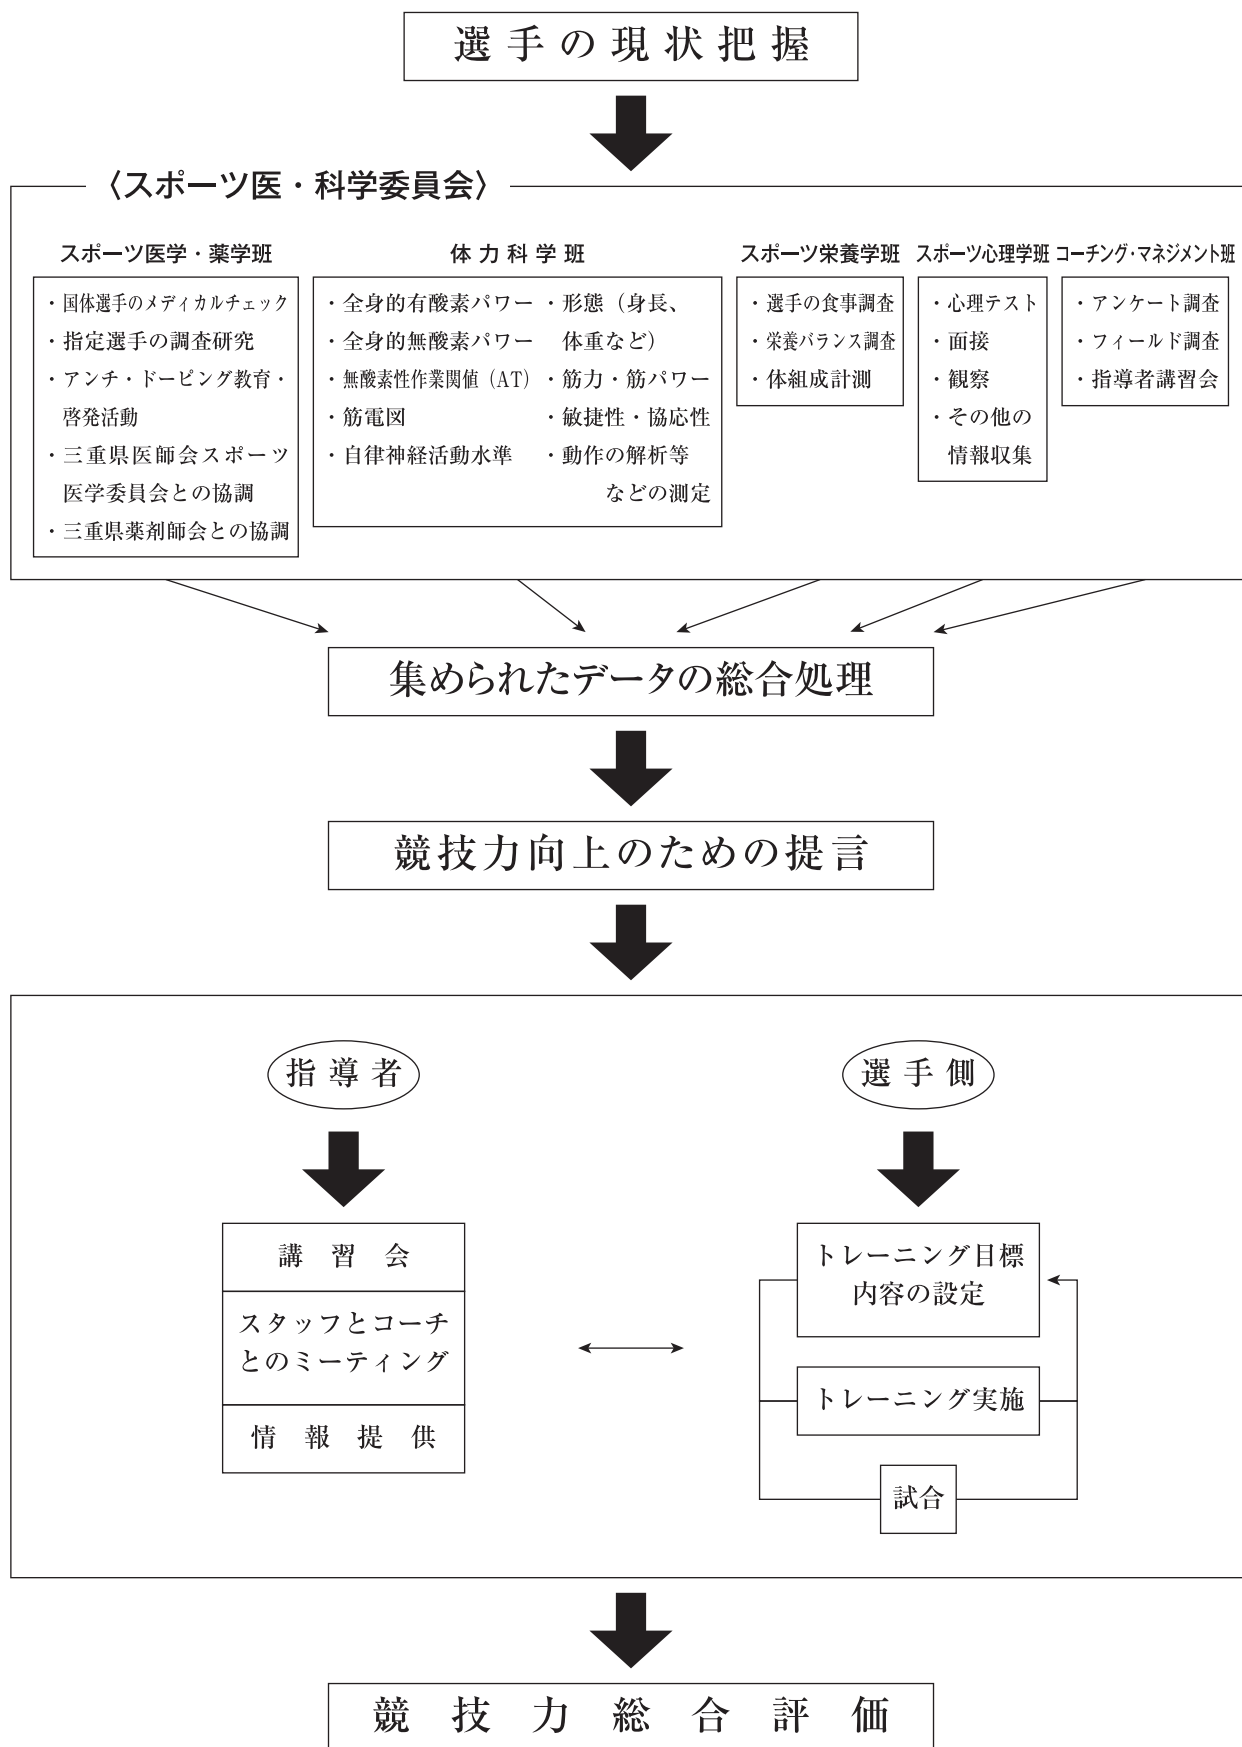 選手の現状把握
〈スポーツ医・科学委員会〉
スポーツ医学・薬学班
・国体選手のメディカルチェック
・指定選手の調査研究
・アンチ・ドーピング教育・
啓発活動
・三重県医師会スポーツ
医学委員会との協調
・三重県薬剤師会との協調
体力科学班
・全身的有酸素パワー
・全身的無酸素パワー
・無酸素性作業閾値（AT）
・筋電図
・自律神経活動水準
・形態（身長、
体重など）
・筋力・筋パワー
・敏捷性・協応性
・動作の解析等
などの測定
スポーツ栄養学班
・選手の食事調査
・栄養バランス調査
・体組成計測
スポーツ心理学班
・心理テスト
・面接
・観察
・その他の
情報収集
コーチング・マネジメント班
・アンケート調査
・フィールド調査
・指導者講習会
集められたデータの総合処理
競技力向上のための提言
指導者
講習会
スタッフとコーチ
とのミーティング
情報提供
選手側
トレーニング目標
内容の設定
トレーニング実施
試合
競技力総合評価